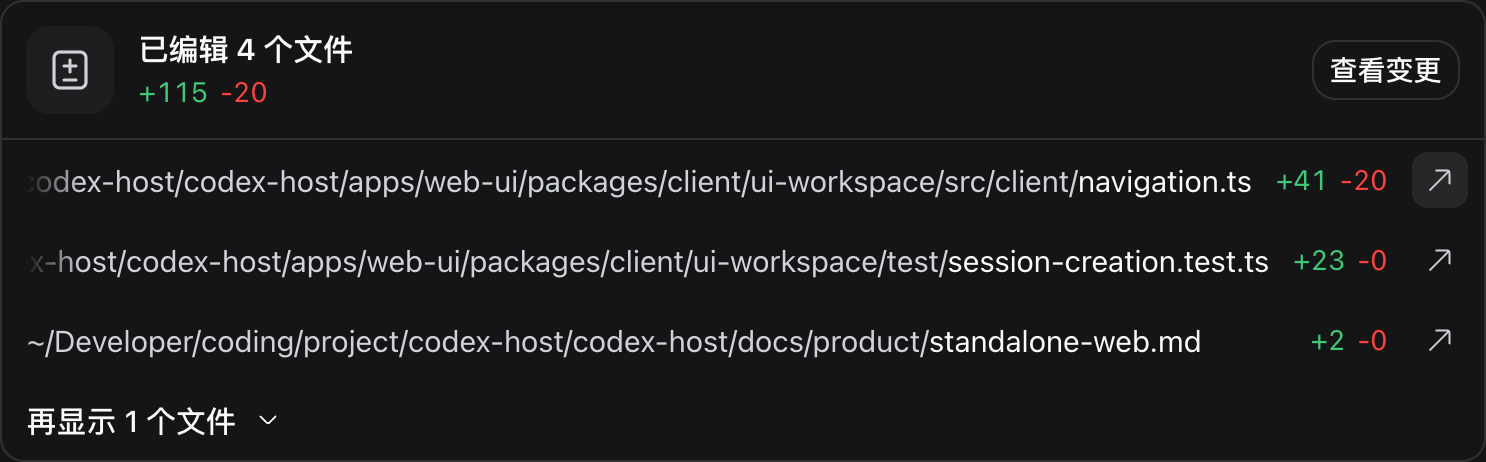 已编辑 4 个文件
+115 -20
查看变更
codex-host/codex-host/apps/web-ui/packages/client/ui-workspace/src/client/navigation.ts +41 -20
x-host/codex-host/apps/web-ui/packages/client/ui-workspace/test/session-creation.test.ts +23 -0
~/Developer/coding/project/codex-host/codex-host/docs/product/standalone-web.md +2 -0
再显示 1 个文件